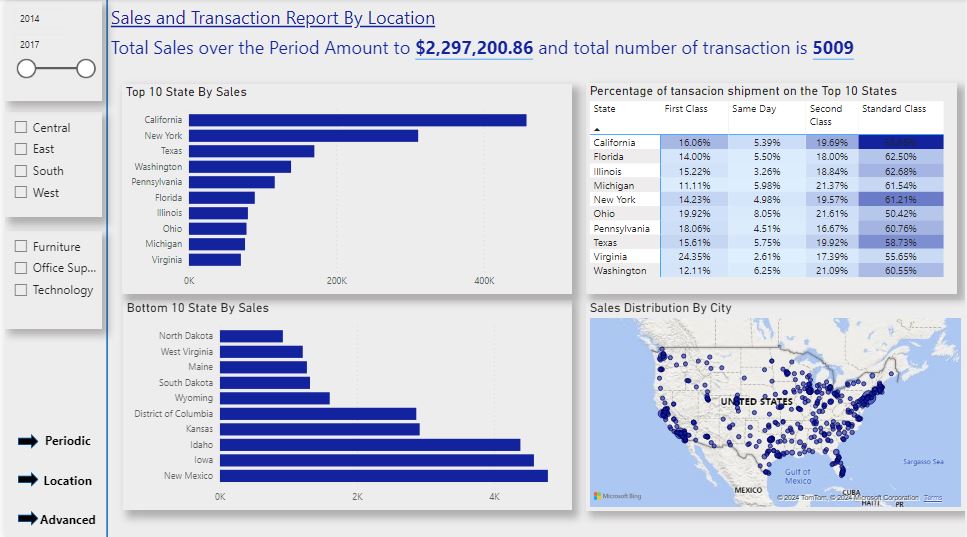 2014
2017
Central
East
South
West
Furniture
Office Sup...
Technology
Periodic
Location
Advanced
Sales and Transaction Report By Location
Total Sales over the Period Amount to $2,297,200.86 and total number of transaction is 5009
Top 10 State By Sales
California
New York
Texas
Washington
Pennsylvania
Florida
Illinois
Ohio
Michigan
Virginia
0K 200K 400K
Percentage of tansacion shipment on the Top 10 States
State First Class Same Day Second Class Standard Class
California 16.06% 5.39% 19.69%
Florida 14.00% 5.50% 18.00% 62.50%
Illinois 15.22% 3.26% 18.84% 62.68%
Michigan 11.11% 5.98% 21.37% 61.54%
New York 14.23% 4.98% 19.57% 61.21%
Ohio 19.92% 8.05% 21.61% 50.42%
Pennsylvania 18.06% 4.51% 16.67% 60.76%
Texas 15.61% 5.75% 19.92% 58.73%
Virginia 24.35% 2.61% 17.39% 55.65%
Washington 12.11% 6.25% 21.09% 60.55%
Bottom 10 State By Sales
North Dakota
West Virginia
Maine
South Dakota
Wyoming
District of Columbia
Kansas
Idaho
Iowa
New Mexico
0K 2K 4K
Sales Distribution By City
UNITED STATES
Sargasso Sea
Gulf of
Mexico
MEXICO
CUBA
HAITI PR
Microsoft Bing
© 2024 TomTom, © 2024 Microsoft Corporation Terms